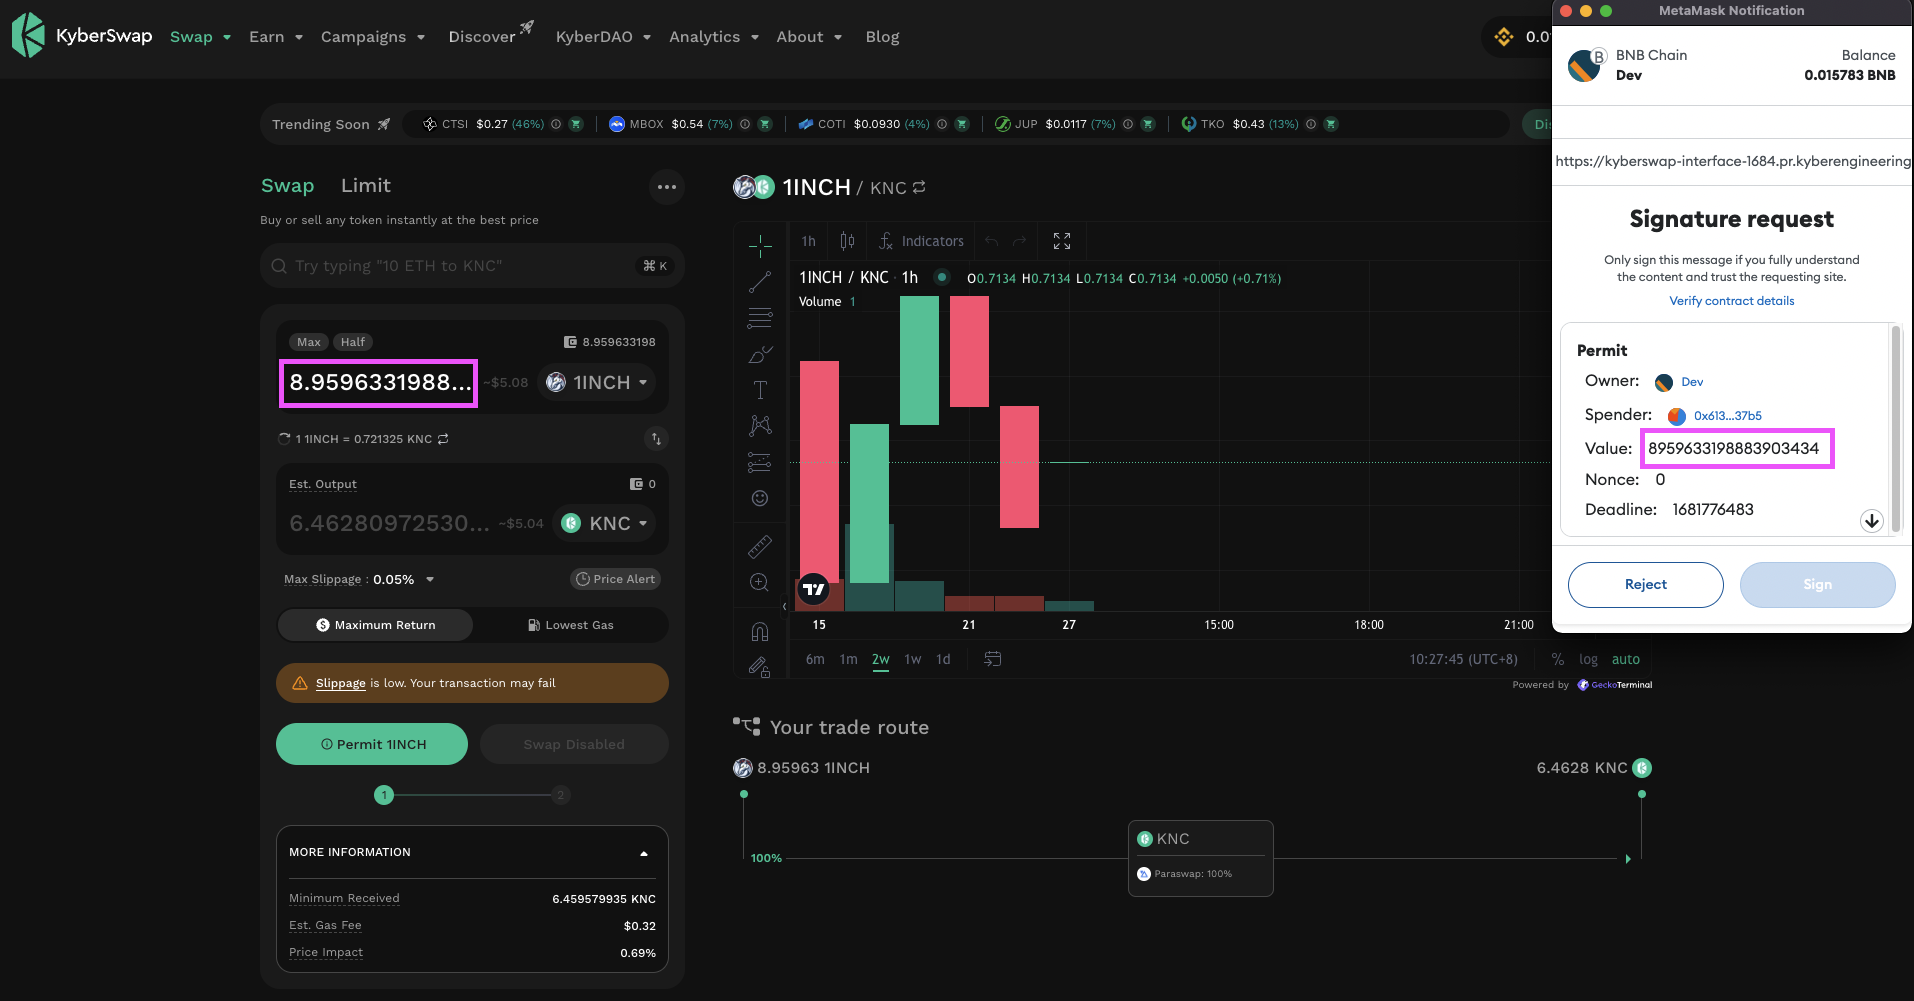 KyberSwap Swap Earn Campaigns Discover KyberDAO Analytics About Blog
Trending Soon CTSI $0.27 (46%) MBOX $0.54 (7%) COTI $0.0930 (4%) JUP $0.0117 (7%) TKO $0.43 (13%)
Swap Limit
Buy or sell any token instantly at the best price
Try typing "10 ETH to KNC" ⌘ K
Max Half 8.959633198
8.9596331988... ~$5.08 1INCH
1 1INCH = 0.721325 KNC
Est. Output 0
6.46280972530... ~$5.04 KNC
Max Slippage : 0.05% Price Alert
Maximum Return Lowest Gas
Slippage is low. Your transaction may fail
Permit 1INCH Swap Disabled
1 2
MORE INFORMATION
Minimum Received 6.459579935 KNC
Est. Gas Fee $0.32
Price Impact 0.69%
1INCH / KNC
1h Indicators
1INCH / KNC · 1h O0.7134 H0.7134 L0.7134 C0.7134 +0.0050 (+0.71%)
Volume 1
15 21 27 15:00 18:00 21:00
6m 1m 2w 1w 1d 10:27:45 (UTC+8) % log auto
Powered by GeckoTerminal
Your trade route
8.95963 1INCH 6.4628 KNC
KNC
100%
Paraswap: 100%
MetaMask Notification
BNB Chain Balance
Dev 0.015783 BNB
https://kyberswap-interface-1684.pr.kyberengineering
Signature request
Only sign this message if you fully understand
the content and trust the requesting site.
Verify contract details
Permit
Owner: Dev
Spender: 0x613...37b5
Value: 8959633198883903434
Nonce: 0
Deadline: 1681776483
Reject Sign